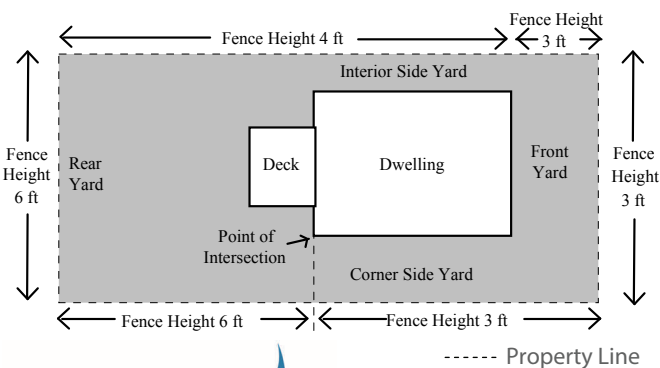 Fence Height
3 ft
Fence Height 4 ft
Interior Side Yard
Fence
Height
6 ft
Rear
Yard
Deck
Dwelling
Front
Yard
Fence
Height
3 ft
Point of
Intersection
Corner Side Yard
Fence Height 6 ft
Fence Height 3 ft
Property Line